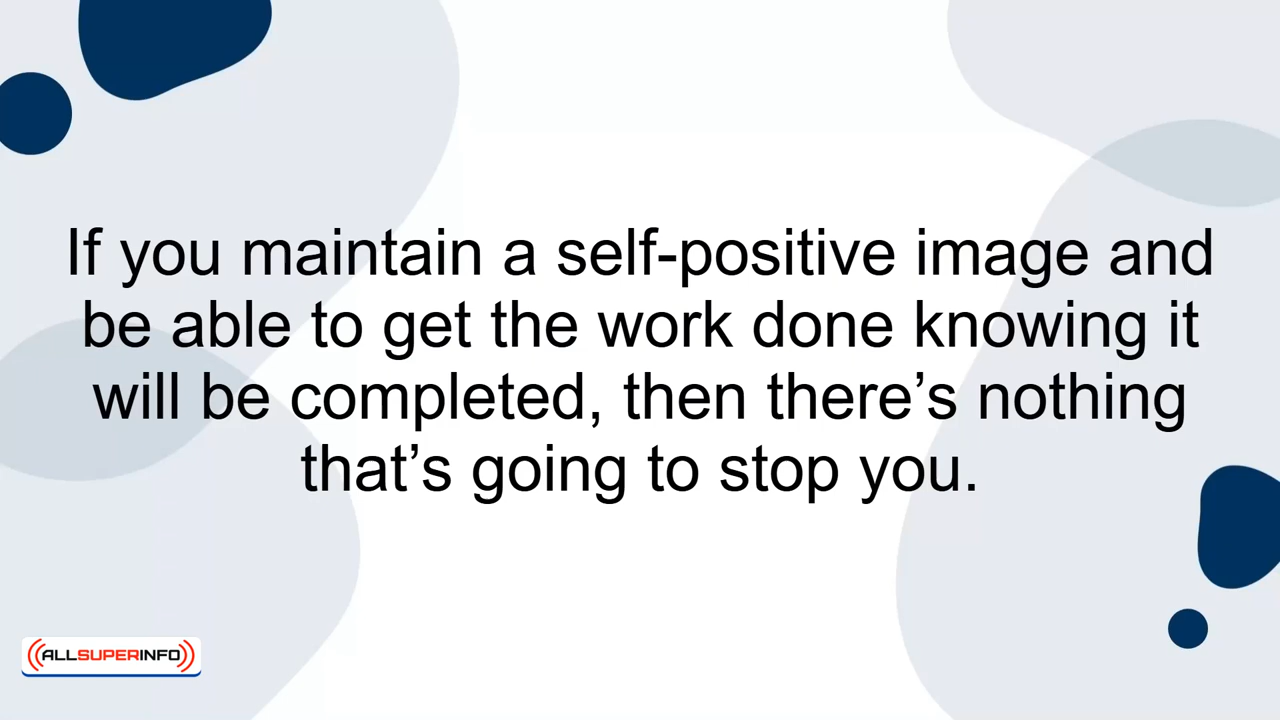 If you maintain a self-positive image and
be able to get the work done knowing it
will be completed, then there’s nothing
that’s going to stop you.
ALLSUPERINFO